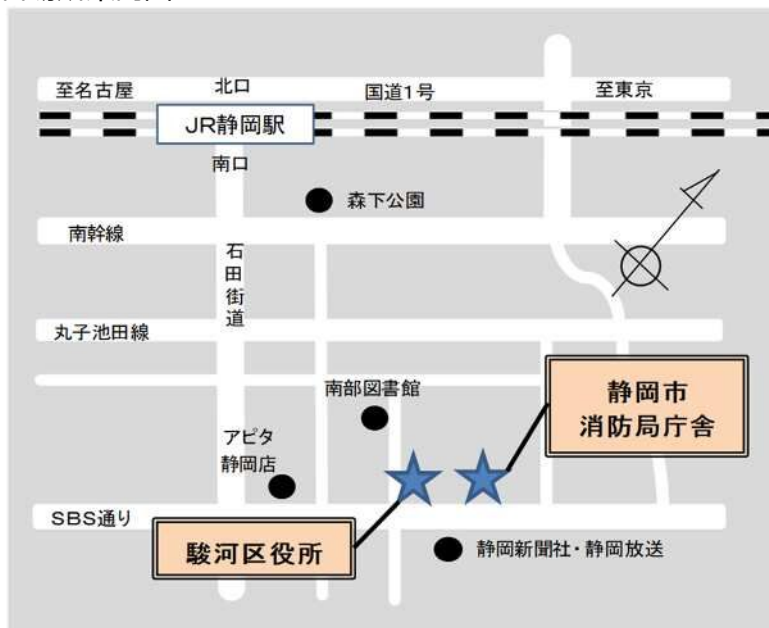 至名古屋
北口
国道1号
至東京
JR静岡駅
南口
森下公園
南幹線
石田街道
丸子池田線
静岡市
消防局庁舎
南部図書館
アピタ
静岡店
SBS通り
駿河区役所
静岡新聞社・静岡放送